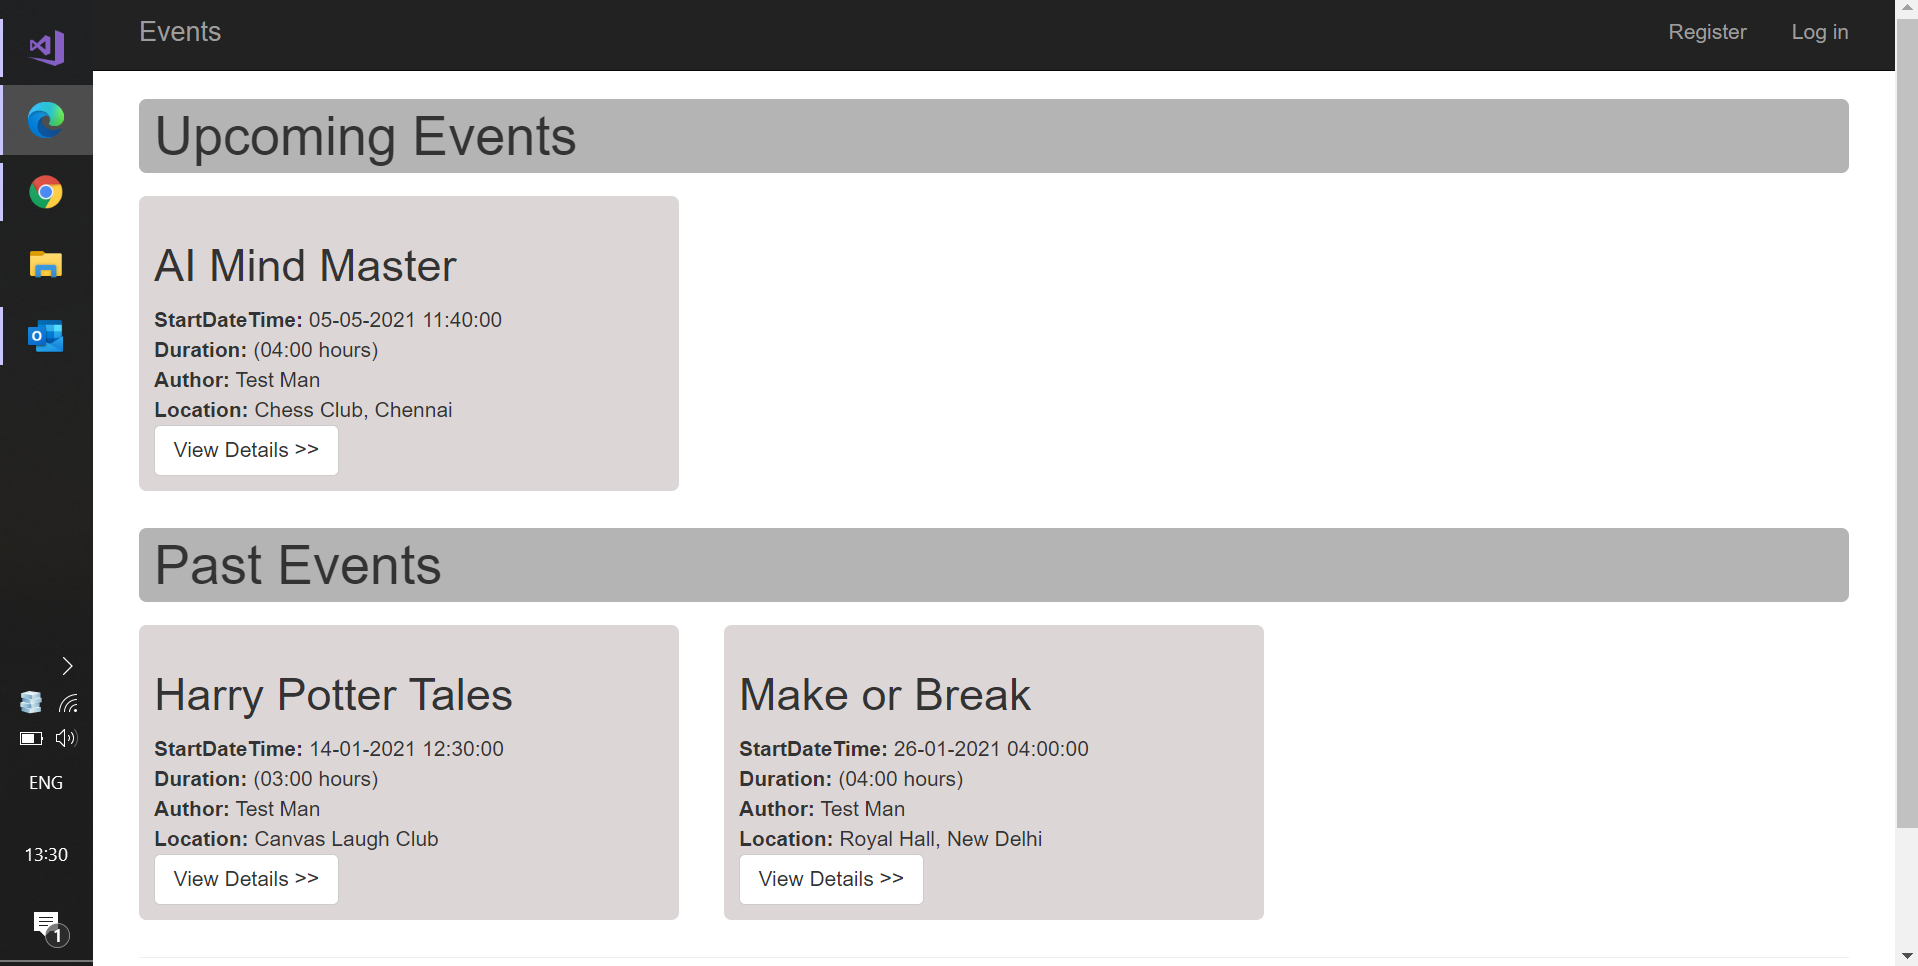 Events
Register
Log in
Upcoming Events
AI Mind Master
StartDateTime: 05-05-2021 11:40:00
Duration: (04:00 hours)
Author: Test Man
Location: Chess Club, Chennai
View Details >>
Past Events
Harry Potter Tales
StartDateTime: 14-01-2021 12:30:00
Duration: (03:00 hours)
Author: Test Man
Location: Canvas Laugh Club
View Details >>
Make or Break
StartDateTime: 26-01-2021 04:00:00
Duration: (04:00 hours)
Author: Test Man
Location: Royal Hall, New Delhi
View Details >>
ENG
13:30
1